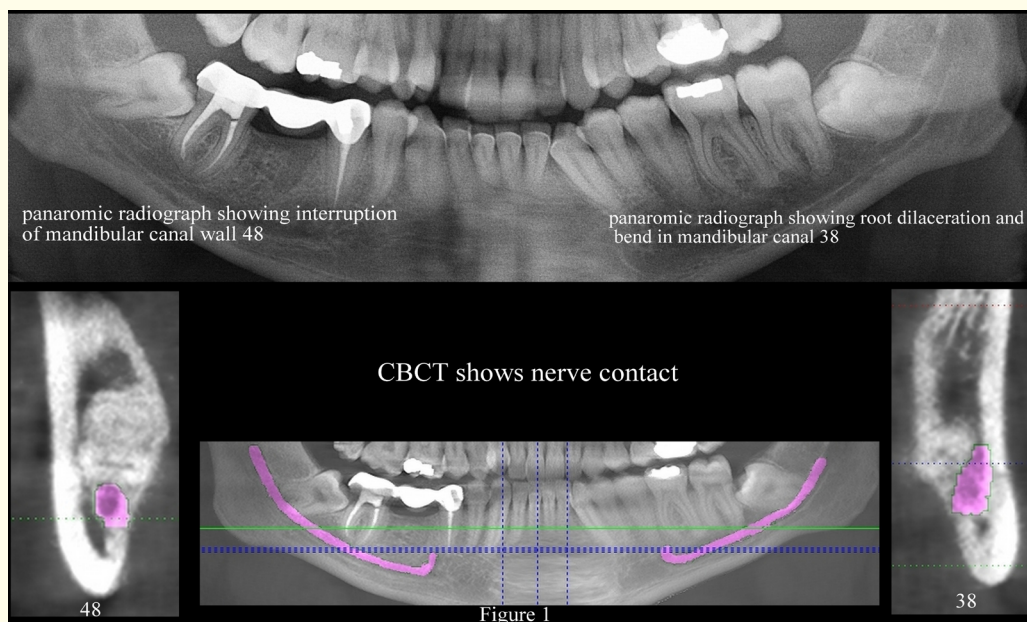 panaromic radiograph showing interruption
of mandibular canal wall 48
panaromic radiograph showing root dilaceration and
bend in mandibular canal 38
CBCT shows nerve contact
48
38
Figure 1